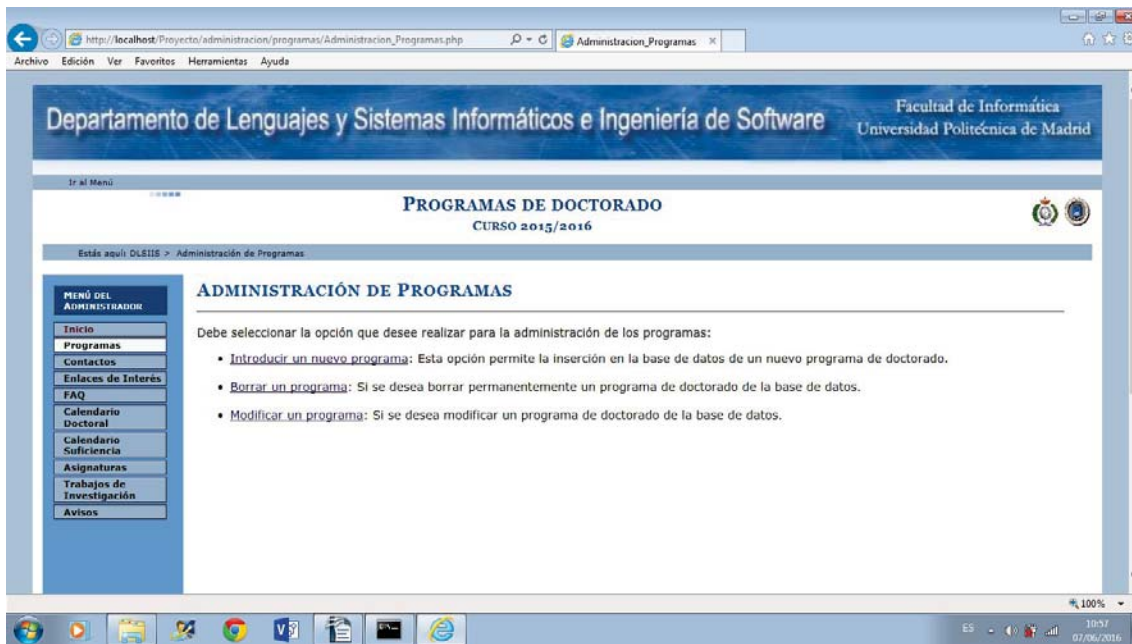 http://localhost/Proyecto/administracion/programas/Administracion_Programas.php
Administracion_Programas
Archivo Edición Ver Favoritos Herramientas Ayuda
Departamento de Lenguajes y Sistemas Informáticos e Ingeniería de Software
Facultad de Informática
Universidad Politécnica de Madrid
Ir al Menú
PROGRAMAS DE DOCTORADO
CURSO 2015/2016
Estás aquí: DLSIIS > Administración de Programas
MENÚ DEL
ADMINISTRADOR
Inicio
Programas
Contactos
Enlaces de Interés
FAQ
Calendario
Doctoral
Calendario
Suficiencia
Asignaturas
Trabajos de
Investigación
Avisos
ADMINISTRACIÓN DE PROGRAMAS
Debe seleccionar la opción que desee realizar para la administración de los programas:
• Introducir un nuevo programa: Esta opción permite la inserción en la base de datos de un nuevo programa de doctorado.
• Borrar un programa: Si se desea borrar permanentemente un programa de doctorado de la base de datos.
• Modificar un programa: Si se desea modificar un programa de doctorado de la base de datos.
100%
ES
10:57
07/06/2016